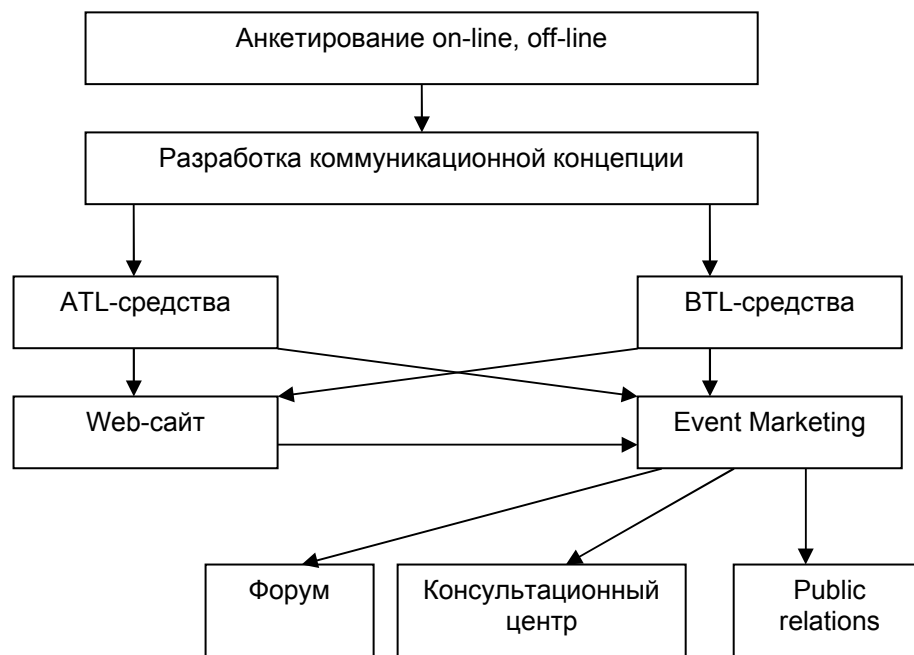 Анкетирование on-line, off-line
Разработка коммуникационной концепции
ATL-средства
BTL-средства
Web-сайт
Event Marketing
Форум
Консультационный
центр
Public
relations